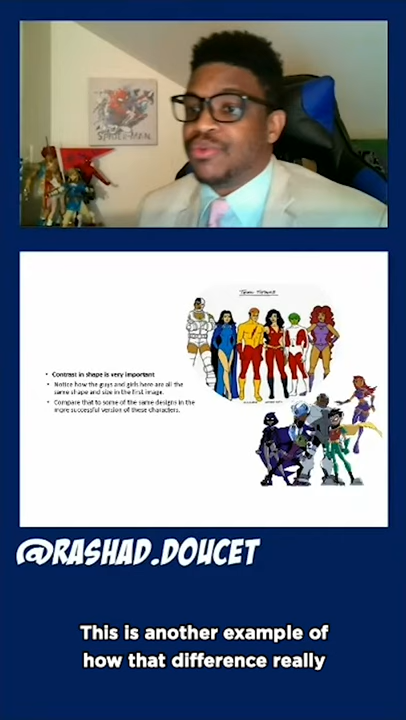 SPIDER-MAN
TEEN TITANS
• Contrast in shape is very important
• Notice how the guys and girls here are all the
same shape and size in the first image.
• Compare that to some of the same designs in the
more successful version of these characters.
@RASHAD.DOUCET
This is another example of
how that difference really